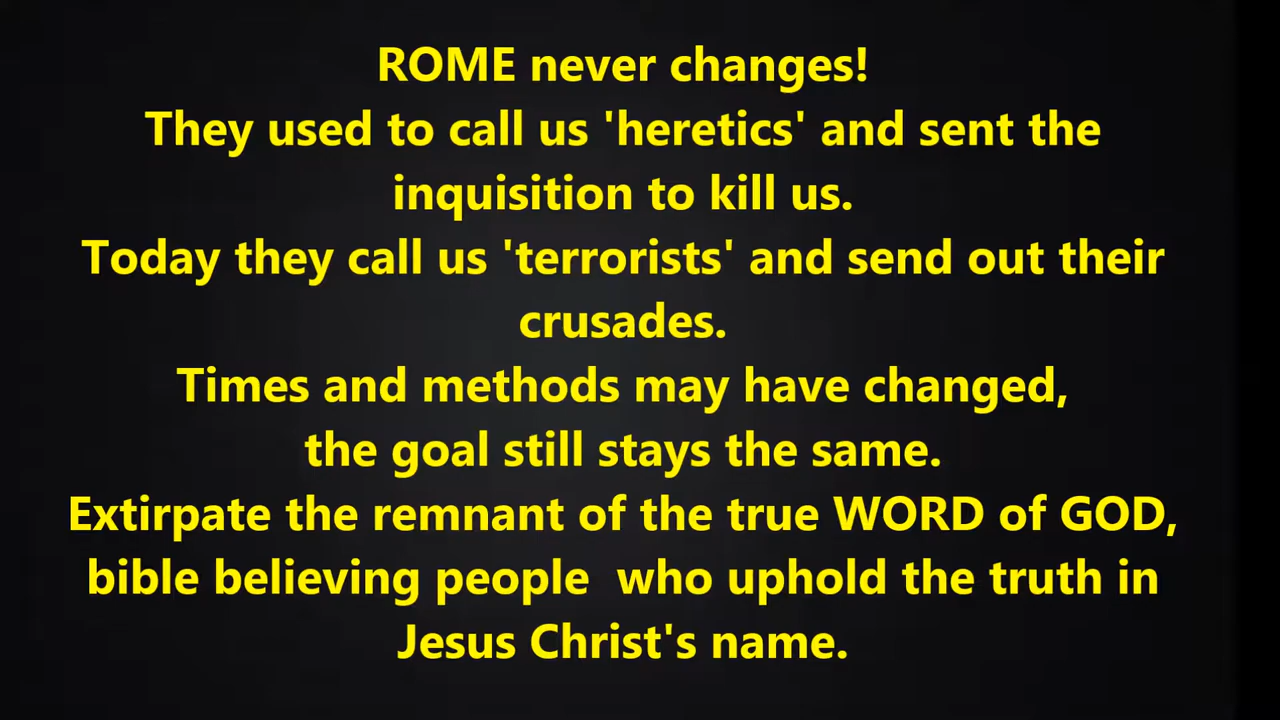 ROME never changes!
They used to call us 'heretics' and sent the
inquisition to kill us.
Today they call us 'terrorists' and send out their
crusades.
Times and methods may have changed,
the goal still stays the same.
Extirpate the remnant of the true WORD of GOD,
bible believing people  who uphold the truth in
Jesus Christ's name.